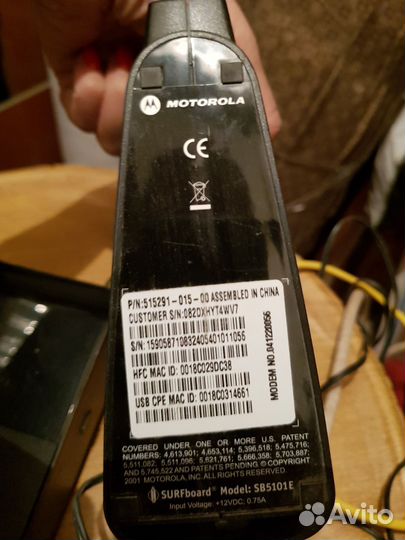 MOTOROLA
CE
P/N:515291-015-00 ASSEMBLED IN CHINA
CUSTOMER S/N:0820XHYT4WV7
S/N: 159058710832405401011056
HFC MAC ID: 0018C029DC38
USB CPE MAC ID: 0018C0314661
MODEM NO.041220056
COVERED UNDER ONE OR MORE U.S. PATENT
NUMBERS: 4,613,901; 4,653,114; 5,396,518; 5,475,716;
5,511,082; 5,511,096; 5,621,761; 5,666,358; 5,703,887;
AND 5,745,522 AND PATENTS PENDING. © COPYRIGHT
2001 MOTOROLA, INC. ALL RIGHTS RESERVED.
SURFboard® Model: SB5101E
Input Voltage: +12VDC, 0.75A
Avito